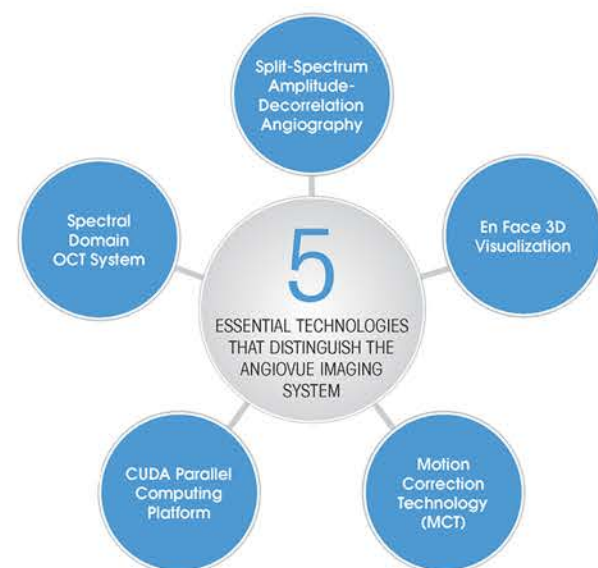 Split-Spectrum
Amplitude-
Decorrelation
Angiography
Spectral
Domain
OCT System
En Face 3D
Visualization
5
ESSENTIAL TECHNOLOGIES
THAT DISTINGUISH THE
ANGIOVUE IMAGING
SYSTEM
CUDA Parallel
Computing
Platform
Motion
Correction
Technology
(MCT)